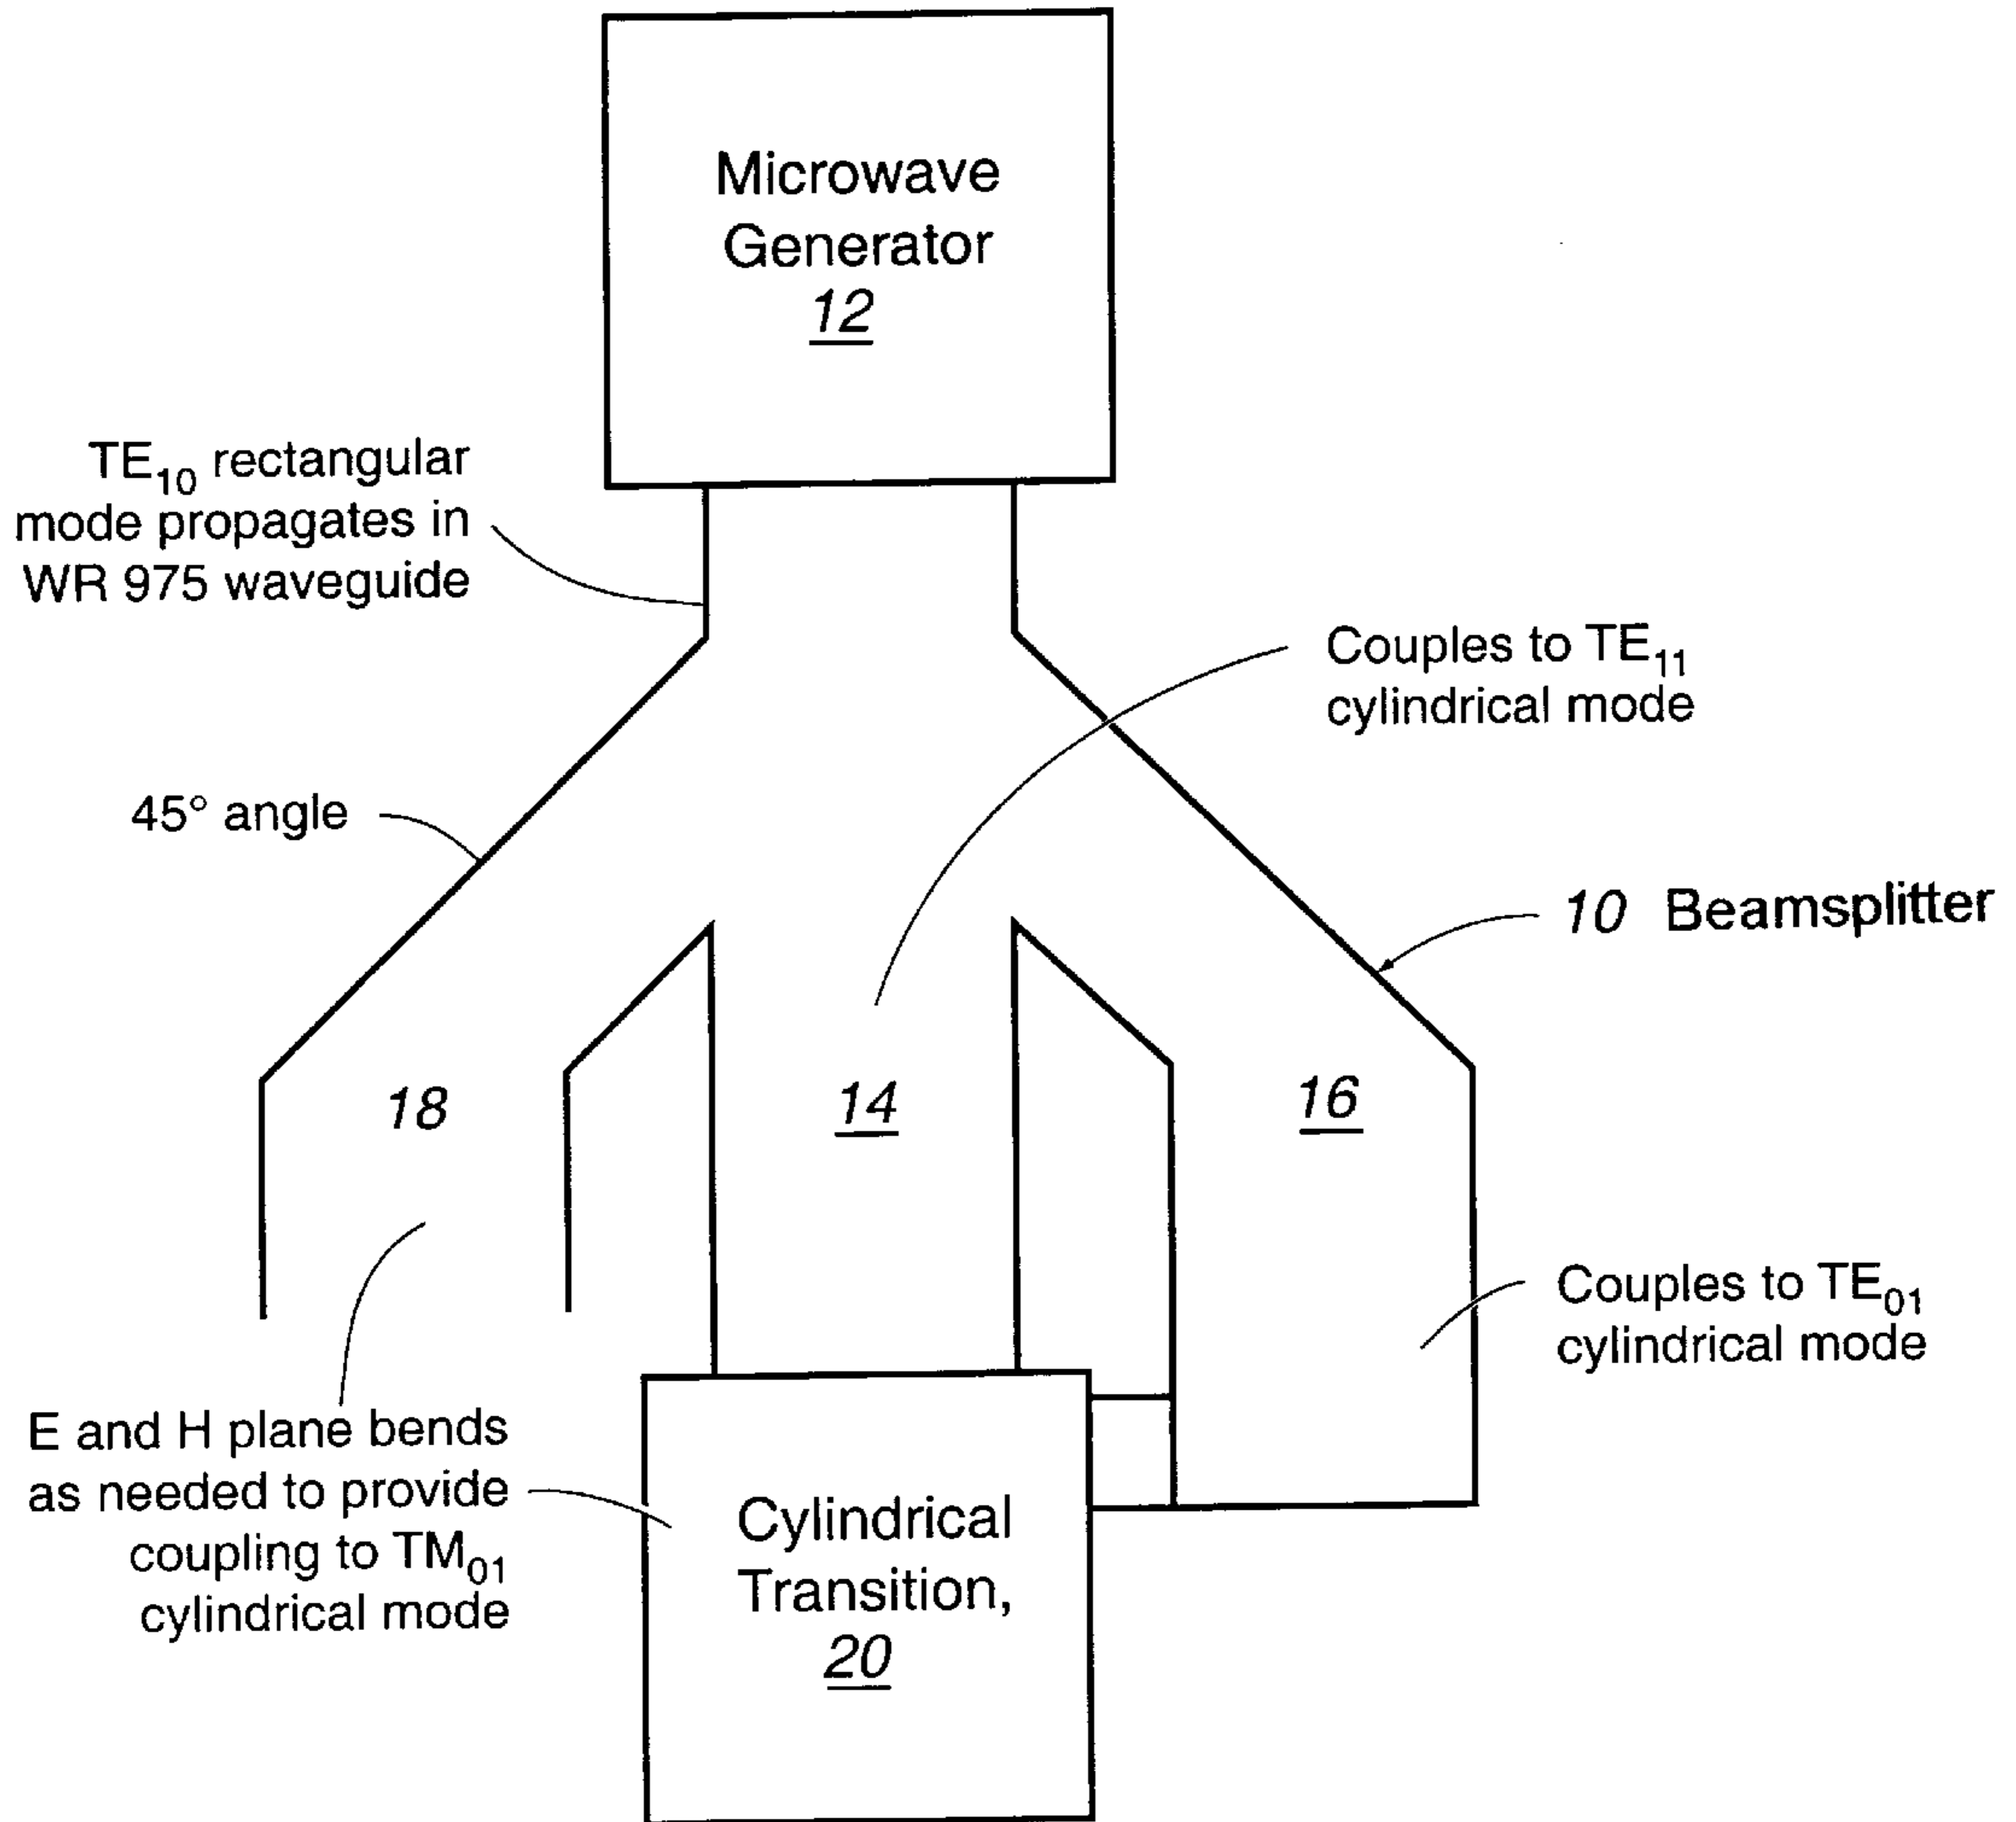 Microwave
Generator
12
TE10 rectangular
mode propagates in
WR 975 waveguide
Couples to TE11
cylindrical mode
45° angle
10 Beamsplitter
18
14
16
Couples to TE01
cylindrical mode
E and H plane bends
as needed to provide
coupling to TM01
cylindrical mode
Cylindrical
Transition,
20